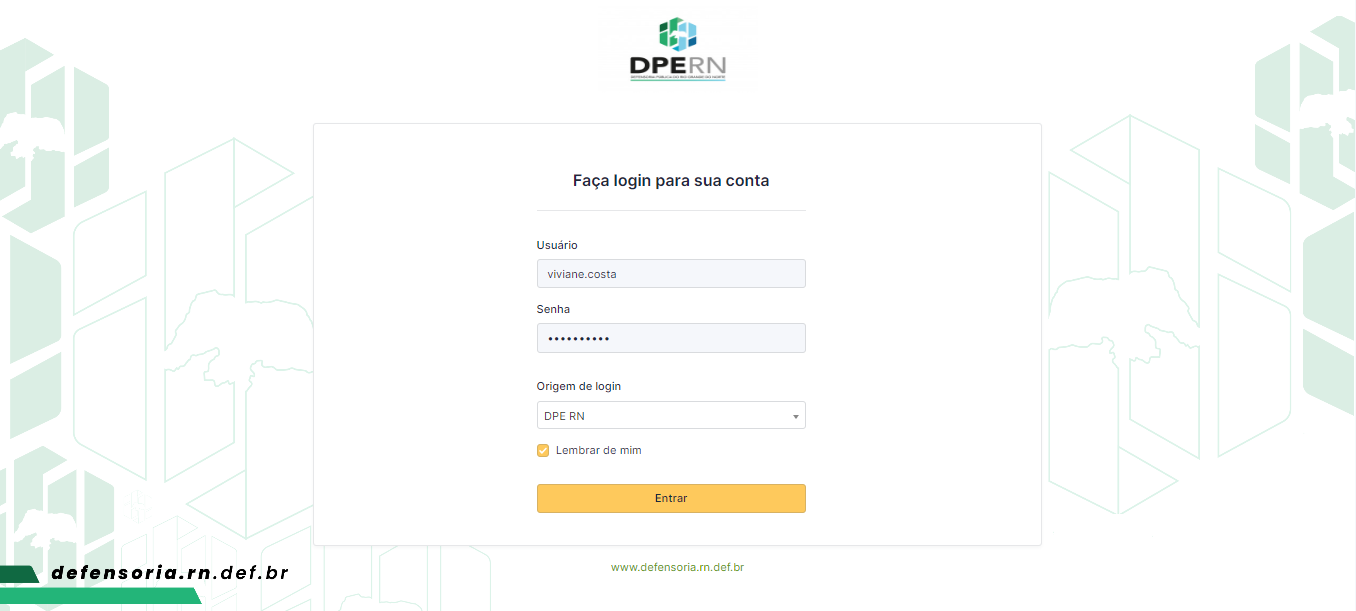 DPERN
DEFENSORIA PÚBLICA DO RIO GRANDE DO NORTE
Faça login para sua conta
Usuário
viviane.costa
Senha
••••••••••
Origem de login
DPE RN
Lembrar de mim
Entrar
www.defensoria.rn.def.br
defensoria.rn.def.br